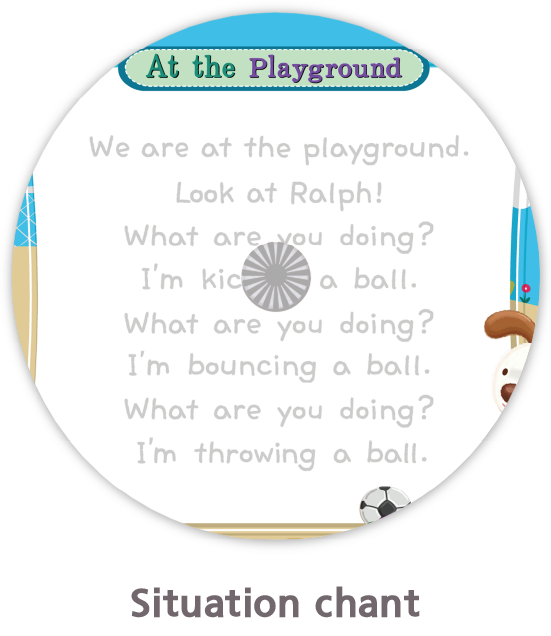 At the Playground
We are at the playground.
Look at Ralph!
What are you doing?
I'm a ball.
What are you doing?
I'm bouncing a ball.
What are you doing?
I'm throwing a ball.
Situation chant